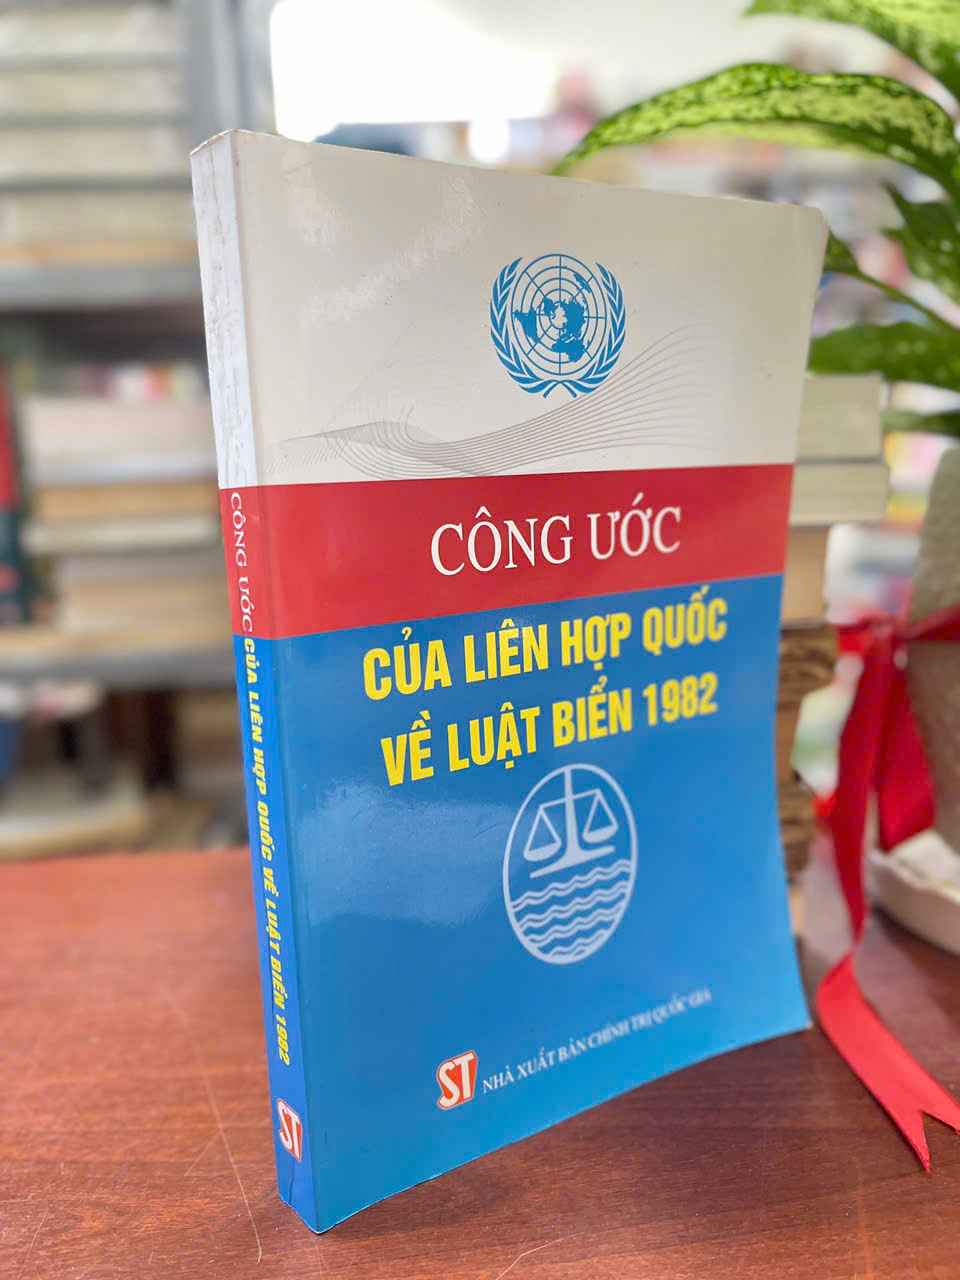 CÔNG ƯỚC
CỦA LIÊN HỢP QUỐC
VỀ LUẬT BIỂN 1982
ST NHÀ XUẤT BẢN CHÍNH TRỊ QUỐC GIA
CÔNG ƯỚC CỦA LIÊN HỢP QUỐC VỀ LUẬT BIỂN 1982
ST